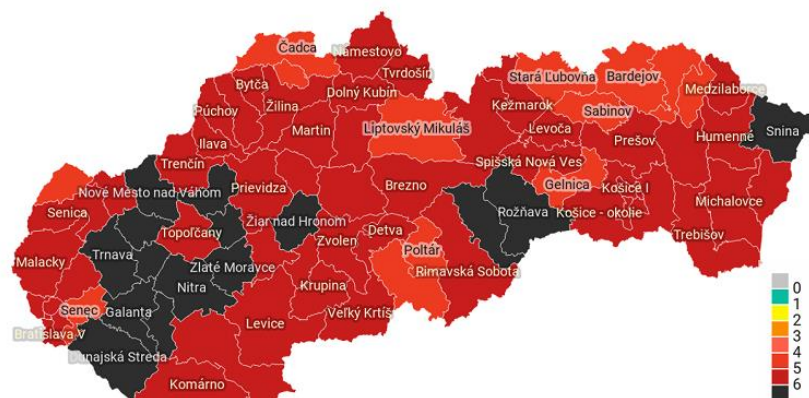 Čadca
Námestovo
Tvrdošín
Bytča
Dolný Kubín
Stará Ľubovňa
Bardejov
Medzilaborce
Púchov
Žilina
Kežmarok
Sabinov
Martin
Liptovský Mikuláš
Levoča
Snina
Ilava
Prešov
Humenné
Trenčín
Spišská Nová Ves
Nové Mesto nad Váhom
Prievidza
Brezno
Gelnica
Košice I
Michalovce
Senica
Žiar nad Hronom
Rožňava
Košice - okolie
Topoľčany
Detva
Zvolen
Trebišov
Malacky
Trnava
Poltár
Zlaté Moravce
Rimavská Sobota
Nitra
Krupina
Senec
Galanta
Veľký Krtíš
Levice
Bratislava V
Dunajská Streda
Komárno
0
1
2
3
4
5
6